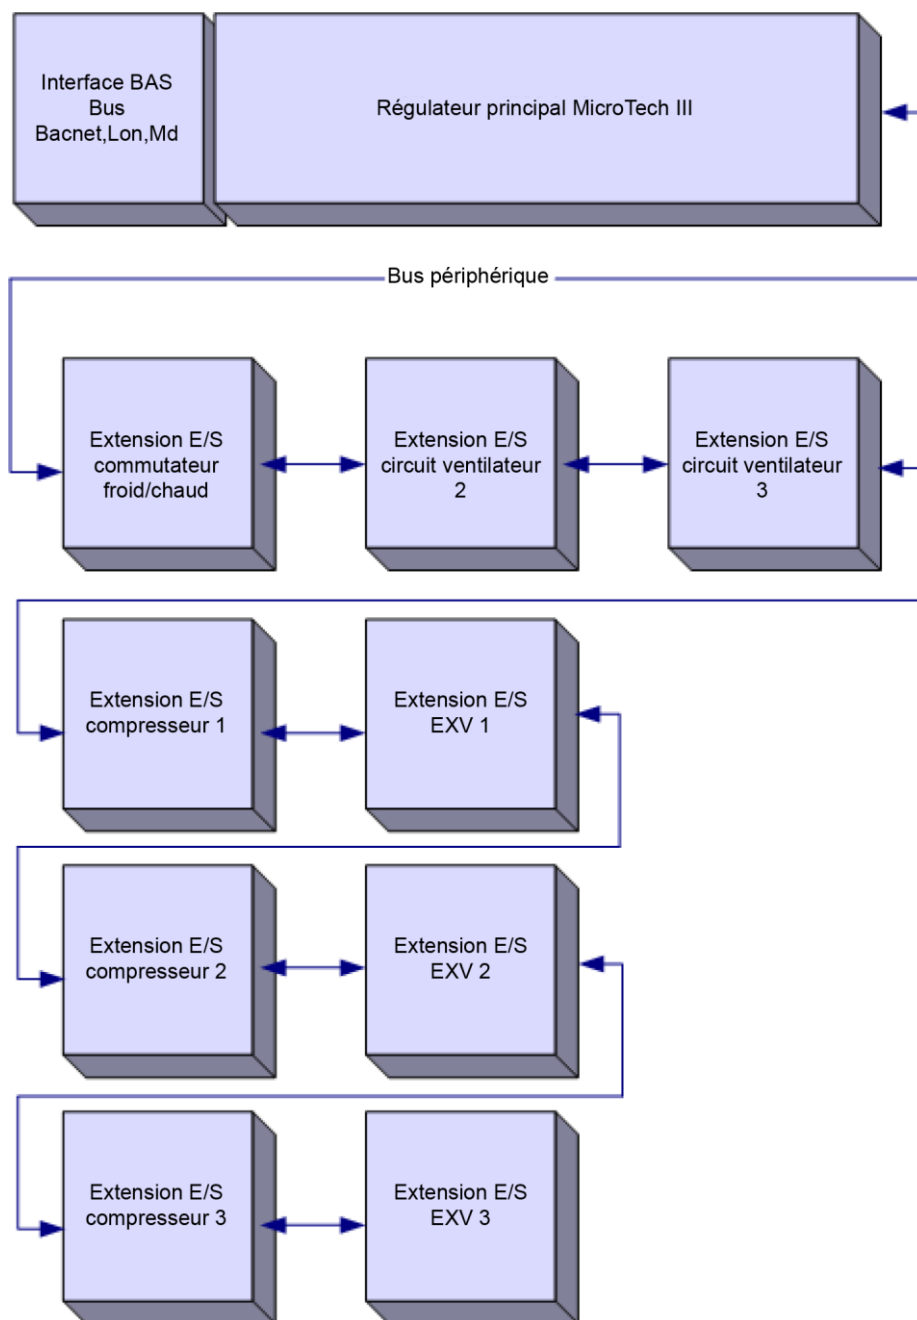 Interface BAS
Bus
Bacnet,Lon,Md
Régulateur principal MicroTech III
Bus périphérique
Extension E/S
commutateur
froid/chaud
Extension E/S
circuit ventilateur
2
Extension E/S
circuit ventilateur
3
Extension E/S
compresseur 1
Extension E/S
EXV 1
Extension E/S
compresseur 2
Extension E/S
EXV 2
Extension E/S
compresseur 3
Extension E/S
EXV 3